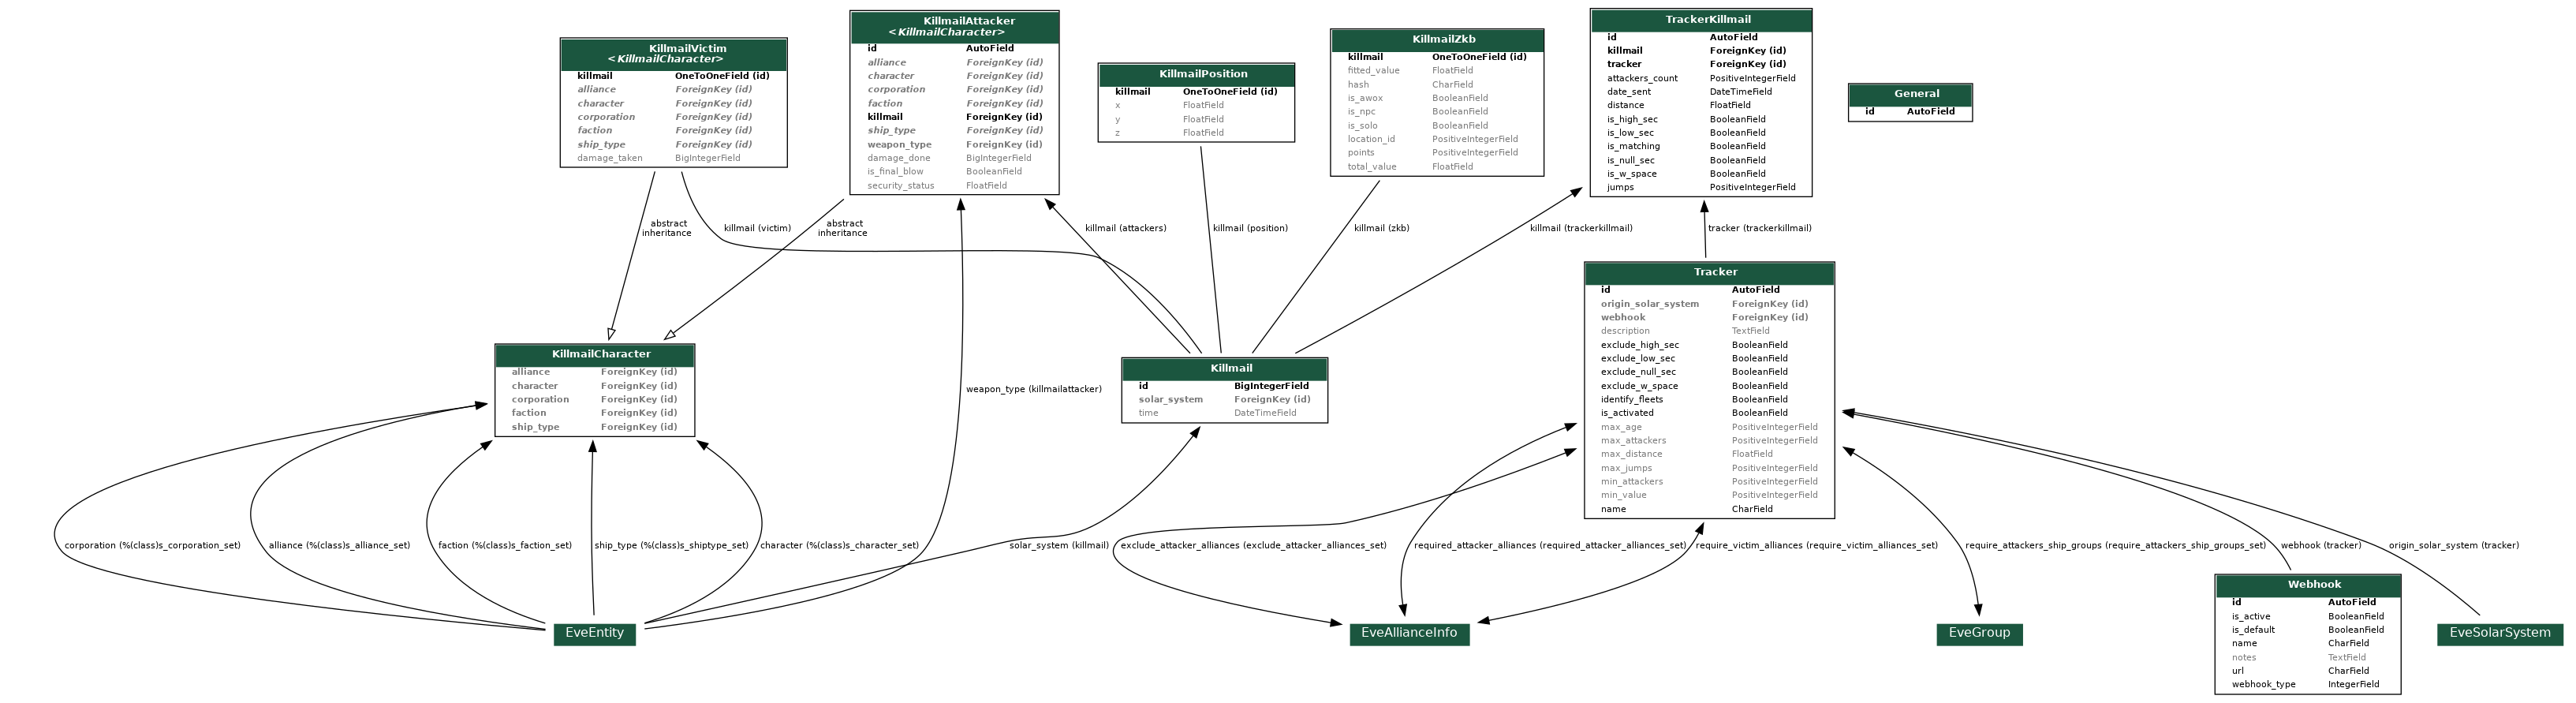 KillmailVictim
<KillmailCharacter>
killmail OneToOneField (id)
alliance ForeignKey (id)
character ForeignKey (id)
corporation ForeignKey (id)
faction ForeignKey (id)
ship_type ForeignKey (id)
damage_taken BigIntegerField
KillmailAttacker
<KillmailCharacter>
id AutoField
alliance ForeignKey (id)
character ForeignKey (id)
corporation ForeignKey (id)
faction ForeignKey (id)
killmail ForeignKey (id)
ship_type ForeignKey (id)
weapon_type ForeignKey (id)
damage_done BigIntegerField
is_final_blow BooleanField
security_status FloatField
KillmailPosition
killmail OneToOneField (id)
x FloatField
y FloatField
z FloatField
KillmailZkb
killmail OneToOneField (id)
fitted_value FloatField
hash CharField
is_awox BooleanField
is_npc BooleanField
is_solo BooleanField
location_id PositiveIntegerField
points PositiveIntegerField
total_value FloatField
TrackerKillmail
id AutoField
killmail ForeignKey (id)
tracker ForeignKey (id)
attackers_count PositiveIntegerField
date_sent DateTimeField
distance FloatField
is_high_sec BooleanField
is_low_sec BooleanField
is_matching BooleanField
is_null_sec BooleanField
is_w_space BooleanField
jumps PositiveIntegerField
General
id AutoField
abstract
inheritance
killmail (victim)
abstract
inheritance
killmail (attackers)
killmail (position)
killmail (zkb)
killmail (trackerkillmail)
tracker (trackerkillmail)
KillmailCharacter
alliance ForeignKey (id)
character ForeignKey (id)
corporation ForeignKey (id)
faction ForeignKey (id)
ship_type ForeignKey (id)
weapon_type (killmailattacker)
Killmail
id BigIntegerField
solar_system ForeignKey (id)
time DateTimeField
Tracker
id AutoField
origin_solar_system ForeignKey (id)
webhook ForeignKey (id)
description TextField
exclude_high_sec BooleanField
exclude_low_sec BooleanField
exclude_null_sec BooleanField
exclude_w_space BooleanField
identify_fleets BooleanField
is_activated BooleanField
max_age PositiveIntegerField
max_attackers PositiveIntegerField
max_distance FloatField
max_jumps PositiveIntegerField
min_attackers PositiveIntegerField
min_value PositiveIntegerField
name CharField
corporation (%(class)s_corporation_set)
alliance (%(class)s_alliance_set)
faction (%(class)s_faction_set)
ship_type (%(class)s_shiptype_set)
character (%(class)s_character_set)
solar_system (killmail)
exclude_attacker_alliances (exclude_attacker_alliances_set)
required_attacker_alliances (required_attacker_alliances_set)
require_victim_alliances (require_victim_alliances_set)
require_attackers_ship_groups (require_attackers_ship_groups_set)
webhook (tracker)
origin_solar_system (tracker)
EveEntity
EveAllianceInfo
EveGroup
Webhook
id AutoField
is_active BooleanField
is_default BooleanField
name CharField
notes TextField
url CharField
webhook_type IntegerField
EveSolarSystem